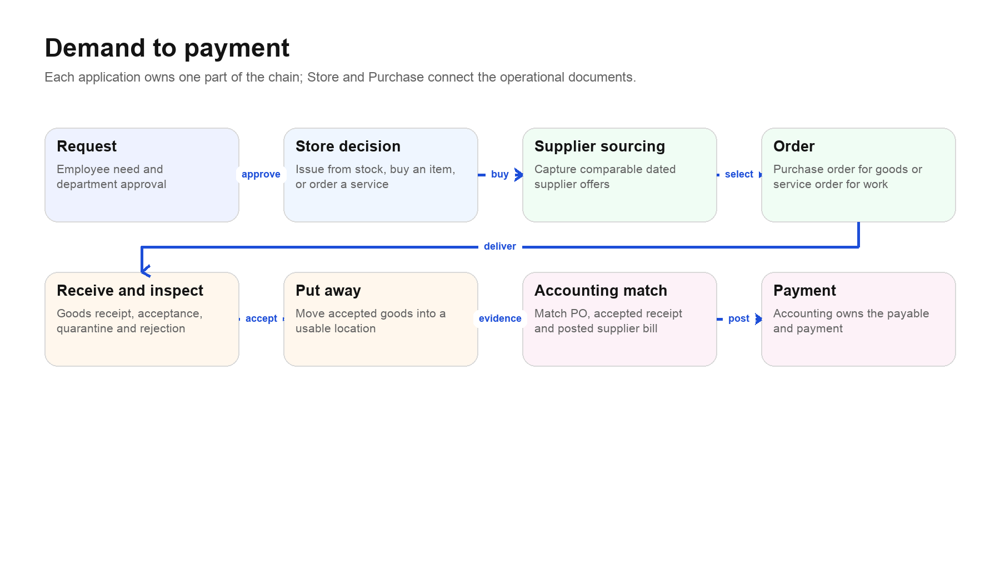 Demand to payment
Each application owns one part of the chain; Store and Purchase connect the operational documents.
Request
Employee need and
department approval
approve
Store decision
Issue from stock, buy an item,
or order a service
buy
Supplier sourcing
Capture comparable dated
supplier offers
select
Order
Purchase order for goods or
service order for work
deliver
Receive and inspect
Goods receipt, acceptance,
quarantine and rejection
accept
Put away
Move accepted goods into a
usable location
evidence
Accounting match
Match PO, accepted receipt
and posted supplier bill
post
Payment
Accounting owns the payable
and payment